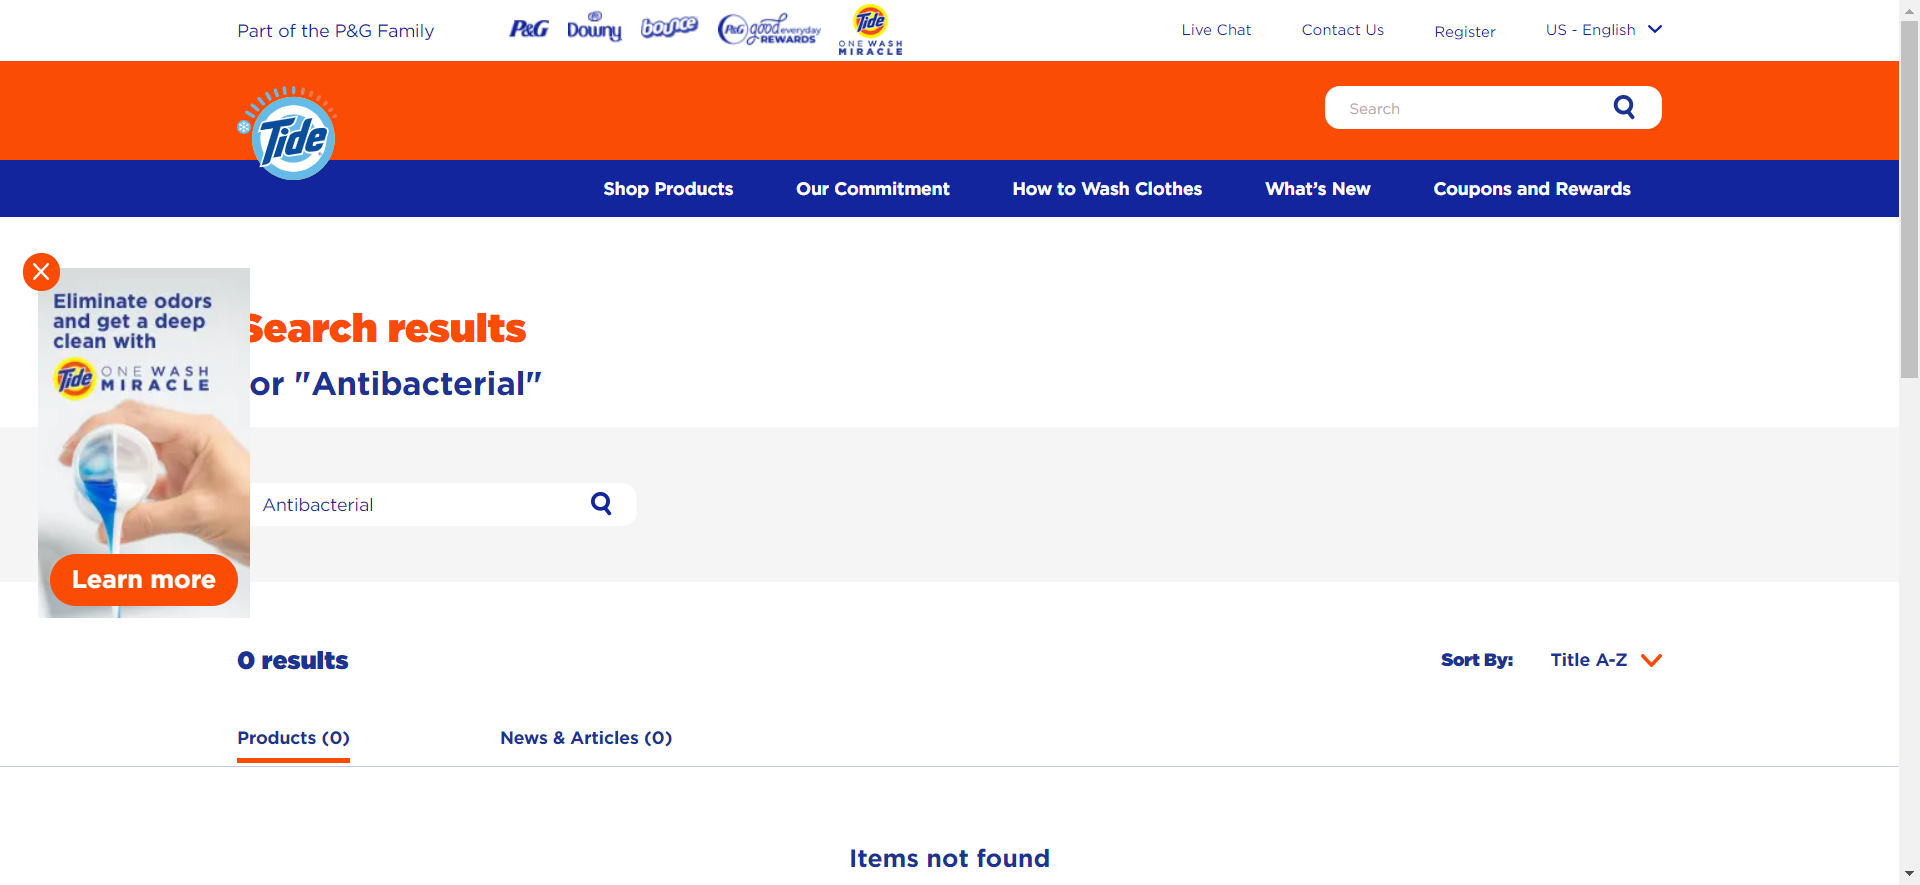 Part of the P&G Family
P&G
Downy
bounce
P&G good everyday REWARDS
Tide
ONE WASH
MIRACLE
Live Chat
Contact Us
Register
US - English
Tide
Search
Shop Products
Our Commitment
How to Wash Clothes
What's New
Coupons and Rewards
Eliminate odors
and get a deep
clean with
Tide ONE WASH
MIRACLE
Learn more
Search results
or "Antibacterial"
Antibacterial
0 results
Sort By:
Title A-Z
Products (0)
News & Articles (0)
Items not found